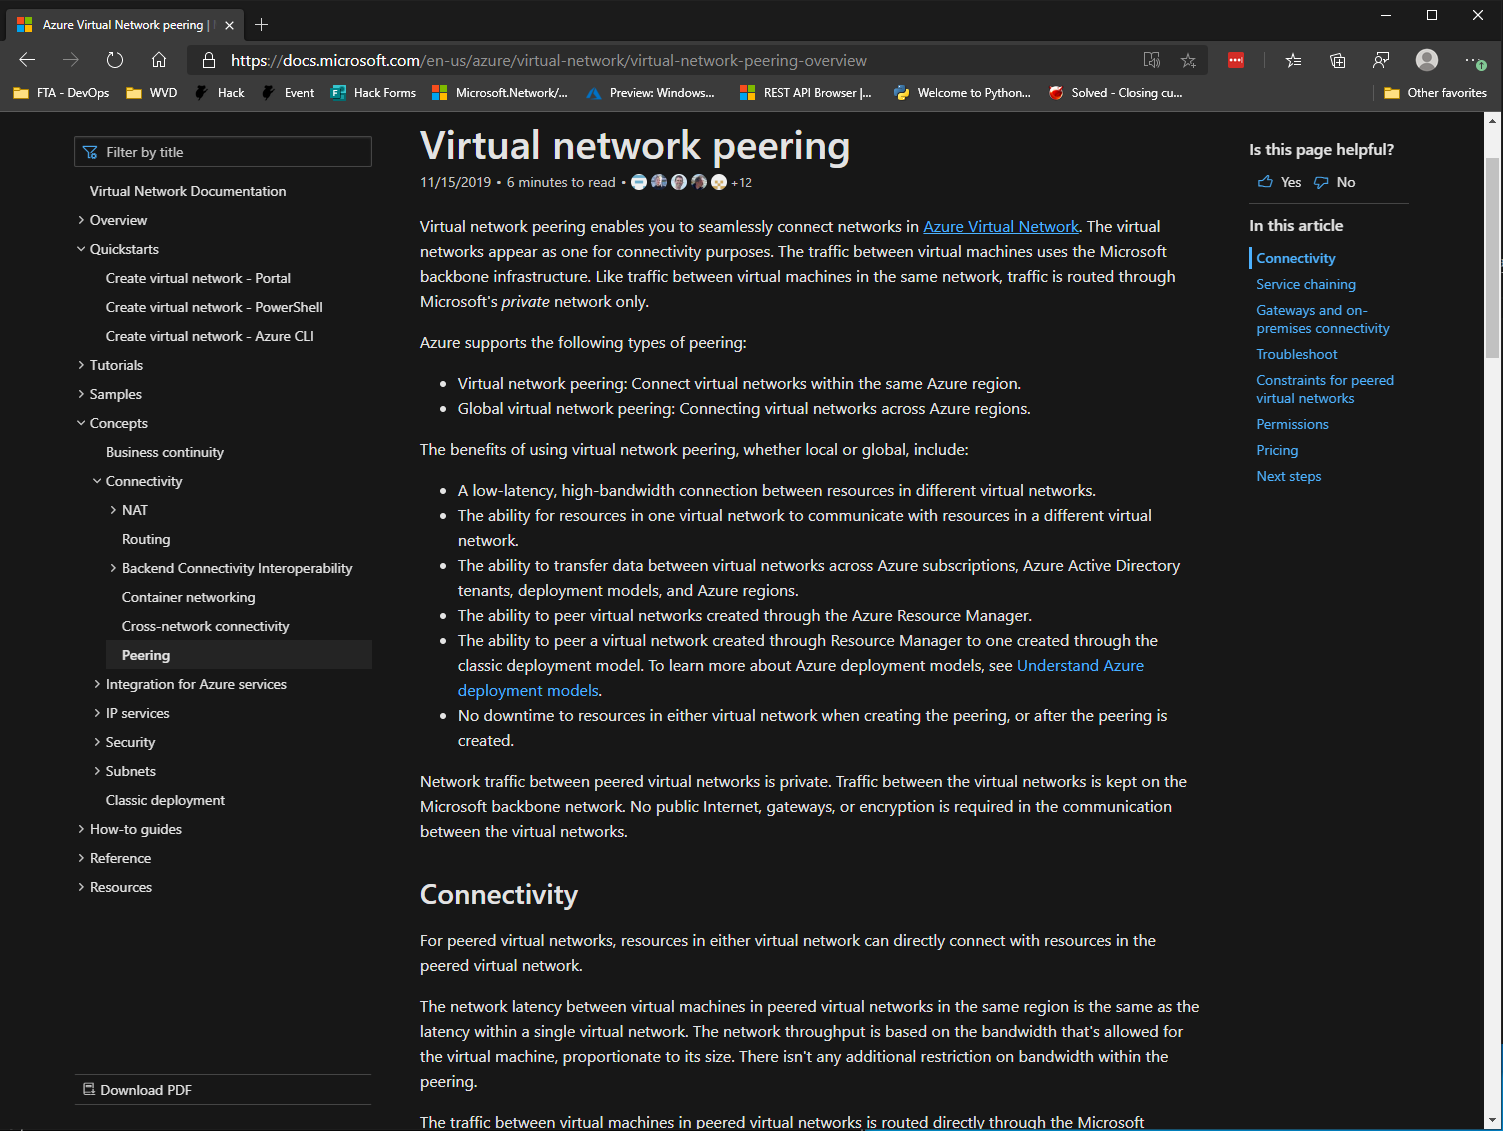 Azure Virtual Network peering |
https://docs.microsoft.com/en-us/azure/virtual-network/virtual-network-peering-overview
FTA - DevOps
WVD
Hack
Event
Hack Forms
Microsoft.Network/...
Preview: Windows...
REST API Browser |...
Welcome to Python...
Solved - Closing cu...
Other favorites
Filter by title
Virtual Network Documentation
Overview
Quickstarts
Create virtual network - Portal
Create virtual network - PowerShell
Create virtual network - Azure CLI
Tutorials
Samples
Concepts
Business continuity
Connectivity
NAT
Routing
Backend Connectivity Interoperability
Container networking
Cross-network connectivity
Peering
Integration for Azure services
IP services
Security
Subnets
Classic deployment
How-to guides
Reference
Resources
Download PDF
Virtual network peering
11/15/2019 • 6 minutes to read • +12
Virtual network peering enables you to seamlessly connect networks in Azure Virtual Network. The virtual
networks appear as one for connectivity purposes. The traffic between virtual machines uses the Microsoft
backbone infrastructure. Like traffic between virtual machines in the same network, traffic is routed through
Microsoft's private network only.
Azure supports the following types of peering:
• Virtual network peering: Connect virtual networks within the same Azure region.
• Global virtual network peering: Connecting virtual networks across Azure regions.
The benefits of using virtual network peering, whether local or global, include:
• A low-latency, high-bandwidth connection between resources in different virtual networks.
• The ability for resources in one virtual network to communicate with resources in a different virtual
network.
• The ability to transfer data between virtual networks across Azure subscriptions, Azure Active Directory
tenants, deployment models, and Azure regions.
• The ability to peer virtual networks created through the Azure Resource Manager.
• The ability to peer a virtual network created through Resource Manager to one created through the
classic deployment model. To learn more about Azure deployment models, see Understand Azure
deployment models.
• No downtime to resources in either virtual network when creating the peering, or after the peering is
created.
Network traffic between peered virtual networks is private. Traffic between the virtual networks is kept on the
Microsoft backbone network. No public Internet, gateways, or encryption is required in the communication
between the virtual networks.
Connectivity
For peered virtual networks, resources in either virtual network can directly connect with resources in the
peered virtual network.
The network latency between virtual machines in peered virtual networks in the same region is the same as the
latency within a single virtual network. The network throughput is based on the bandwidth that's allowed for
the virtual machine, proportionate to its size. There isn't any additional restriction on bandwidth within the
peering.
The traffic between virtual machines in peered virtual networks is routed directly through the Microsoft
Is this page helpful?
Yes
No
In this article
Connectivity
Service chaining
Gateways and on-
premises connectivity
Troubleshoot
Constraints for peered
virtual networks
Permissions
Pricing
Next steps